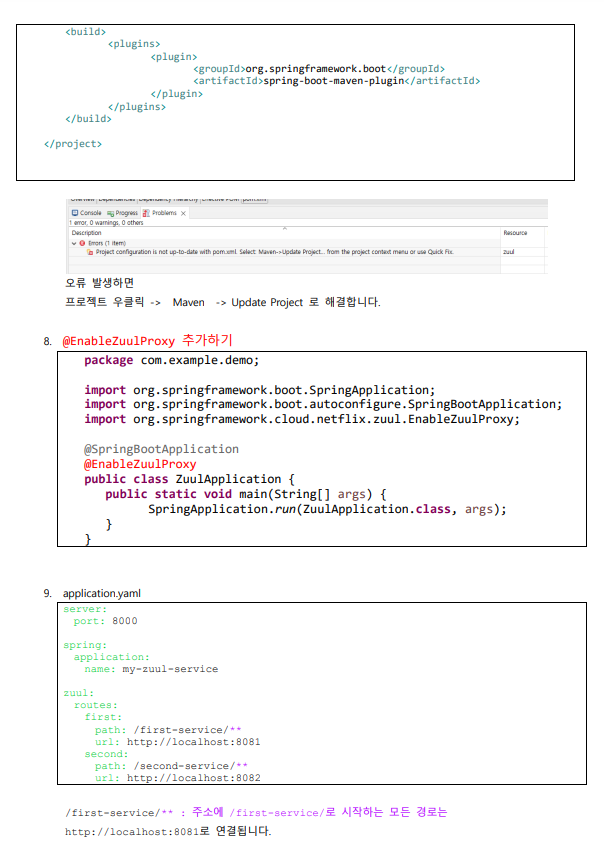 <build>
<plugins>
<plugin>
<groupId>org.springframework.boot</groupId>
<artifactId>spring-boot-maven-plugin</artifactId>
</plugin>
</plugins>
</build>
</project>
Overview Dependencies Dependency Hierarchy Effective POM pom.xml
Console Progress Problems
1 error, 0 warnings, 0 others
Description Resource
Errors (1 item)
Project configuration is not up-to-date with pom.xml. Select: Maven->Update Project... from the project context menu or use Quick Fix. zuul
오류 발생하면
프로젝트 우클릭 -> Maven -> Update Project 로 해결합니다.
8. @EnableZuulProxy 추가하기
package com.example.demo;
import org.springframework.boot.SpringApplication;
import org.springframework.boot.autoconfigure.SpringBootApplication;
import org.springframework.cloud.netflix.zuul.EnableZuulProxy;
@SpringBootApplication
@EnableZuulProxy
public class ZuulApplication {
public static void main(String[] args) {
SpringApplication.run(ZuulApplication.class, args);
}
}
9. application.yaml
server:
port: 8000
spring:
application:
name: my-zuul-service
zuul:
routes:
first:
path: /first-service/**
url: http://localhost:8081
second:
path: /second-service/**
url: http://localhost:8082
/first-service/** : 주소에 /first-service/로 시작하는 모든 경로는
http://localhost:8081로 연결됩니다.